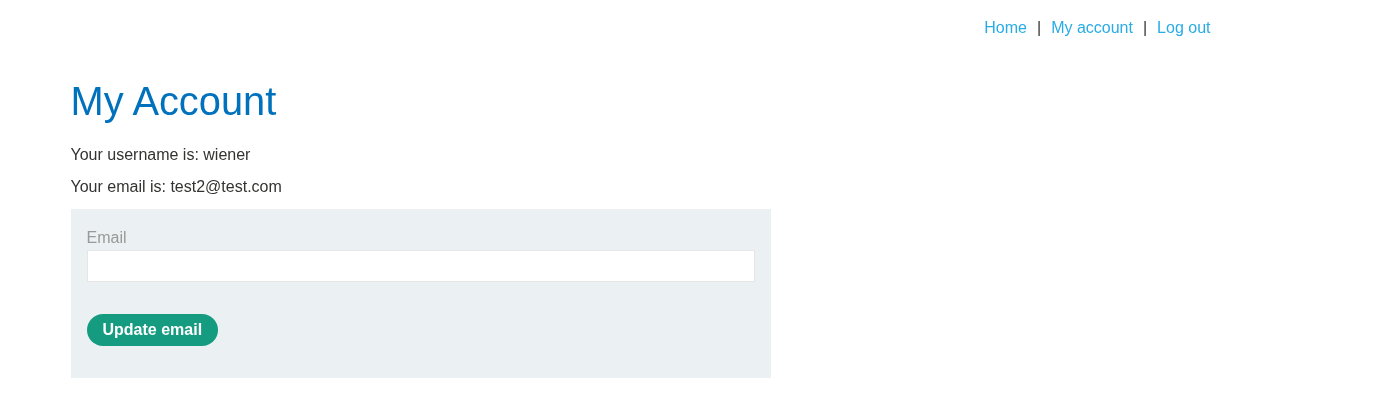 Home | My account | Log out
My Account
Your username is: wiener
Your email is: test2@test.com
Email
Update email